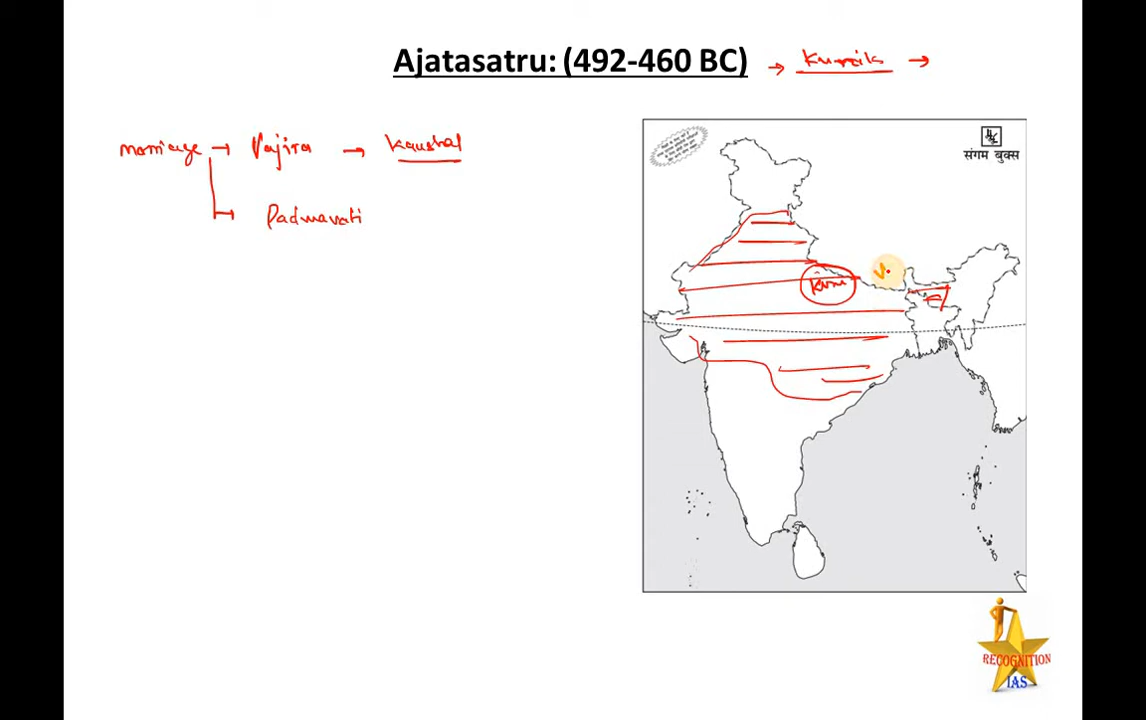 Ajatasatru: (492-460 BC) → Kunik →
marriage → Vajira → Kaushal
→ Padmavati
संगम बुक्स
V.
RECOGNITION
IAS